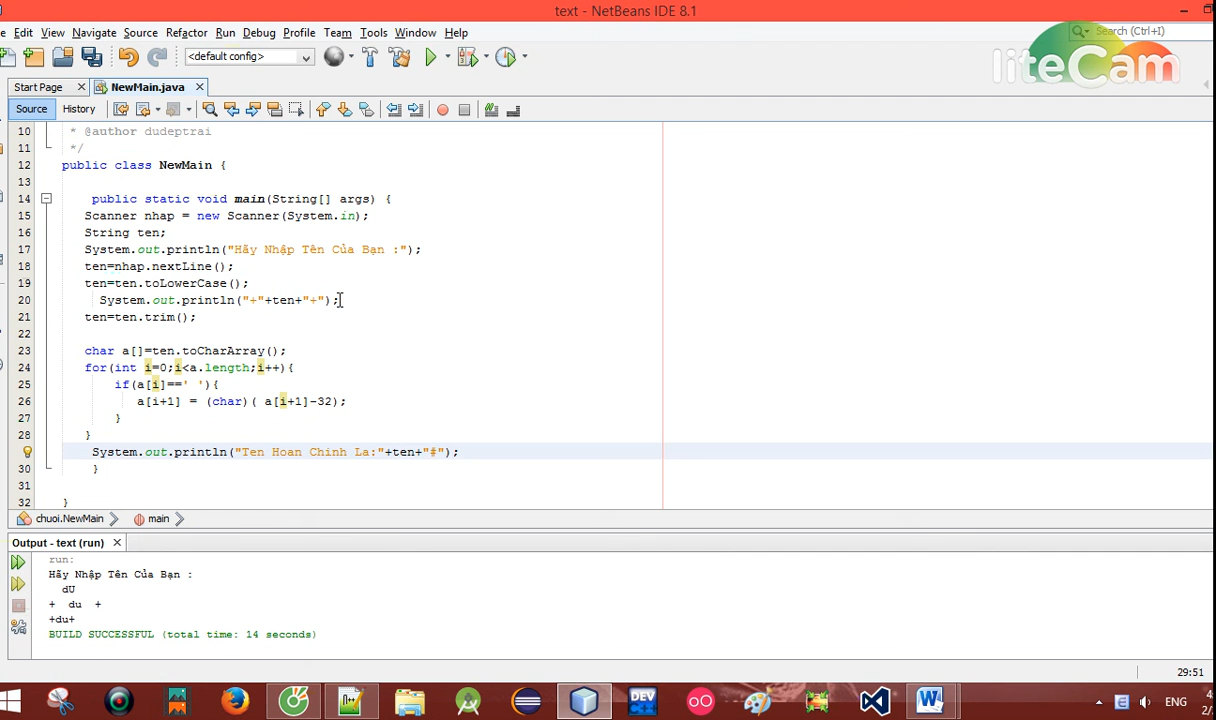 text - NetBeans IDE 8.1
Edit View Navigate Source Refactor Run Debug Profile Team Tools Window Help
Search (Ctrl+I)
<default config>
liteCam
Start Page NewMain.java
Source History
10 * @author dudeptrai
11 */
12 public class NewMain {
13
14 public static void main(String[] args) {
15 Scanner nhap = new Scanner(System.in);
16 String ten;
17 System.out.println("Hãy Nhập Tên Của Bạn :");
18 ten=nhap.nextLine();
19 ten=ten.toLowerCase();
20 System.out.println("+"+ten+"+");
21 ten=ten.trim();
22
23 char a[]=ten.toCharArray();
24 for(int i=0;i<a.length;i++){
25 if(a[i]==' '){
26 a[i+1] = (char)( a[i+1]-32);
27 }
28 }
System.out.println("Ten Hoan Chinh La:"+ten+"#");
30 }
31
32 }
chuoi.NewMain main
Output - text (run)
run:
Hãy Nhập Tên Của Bạn :
dU
+ du +
+du+
BUILD SUCCESSFUL (total time: 14 seconds)
29:51
DEV C++
ENG